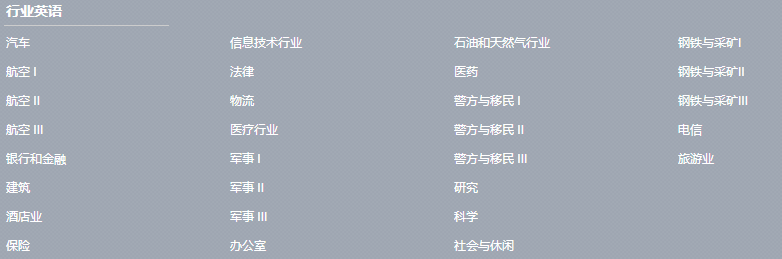 行业英语
汽车
航空 I
航空 II
航空 III
银行和金融
建筑
酒店业
保险
信息技术行业
法律
物流
医疗行业
军事 I
军事 II
军事 III
办公室
石油和天然气行业
医药
警方与移民 I
警方与移民 II
警方与移民 III
研究
科学
社会与休闲
钢铁与采矿I
钢铁与采矿II
钢铁与采矿III
电信
旅游业